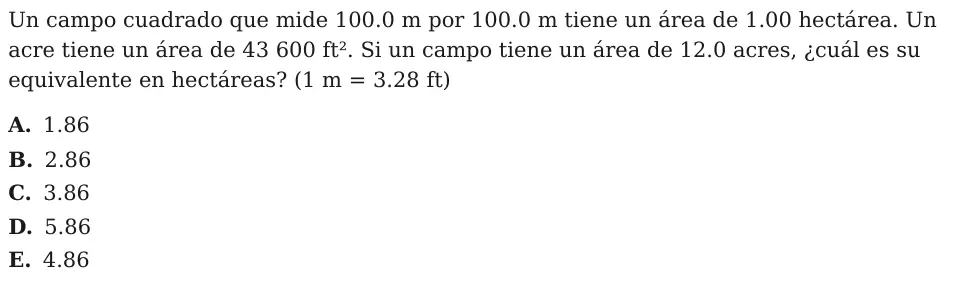 Un campo cuadrado que mide 100.0 m por 100.0 m tiene un área de 1.00 hectárea. Un
acre tiene un área de 43 600 ft². Si un campo tiene un área de 12.0 acres, ¿cuál es su
equivalente en hectáreas? (1 m = 3.28 ft)
A. 1.86
B. 2.86
C. 3.86
D. 5.86
E. 4.86